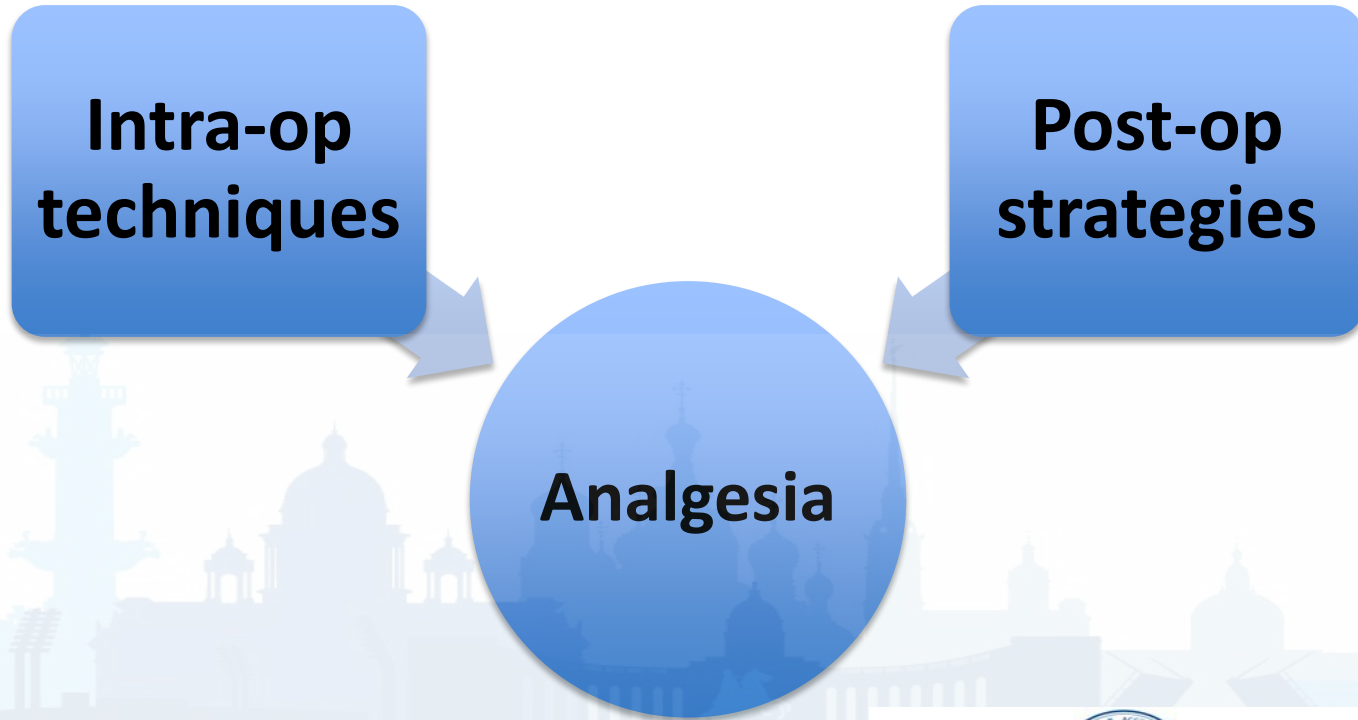 Intra-op
techniques
Post-op
strategies
Analgesia